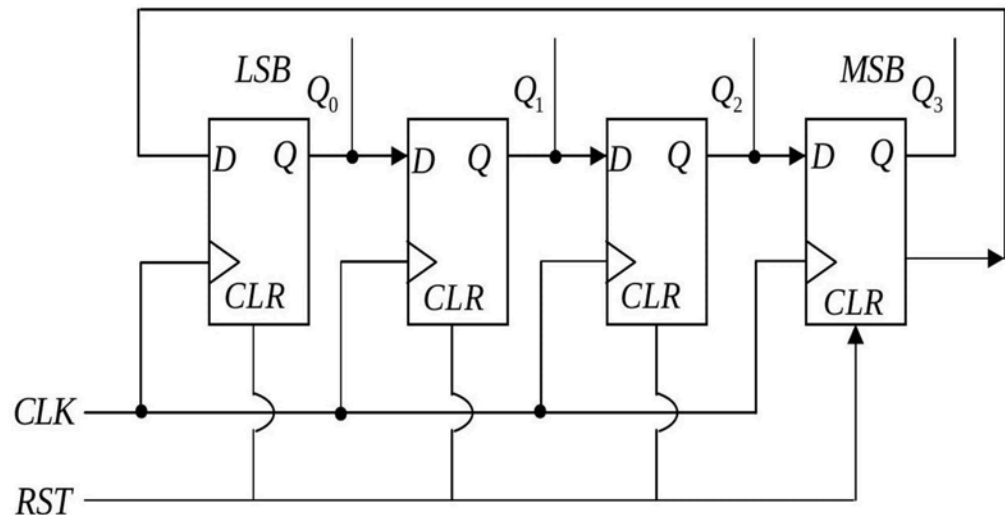 LSB MSB
Q₀ Q₁ Q₂ Q₃
D Q D Q D Q D Q
CLR CLR CLR CLR
CLK
RST